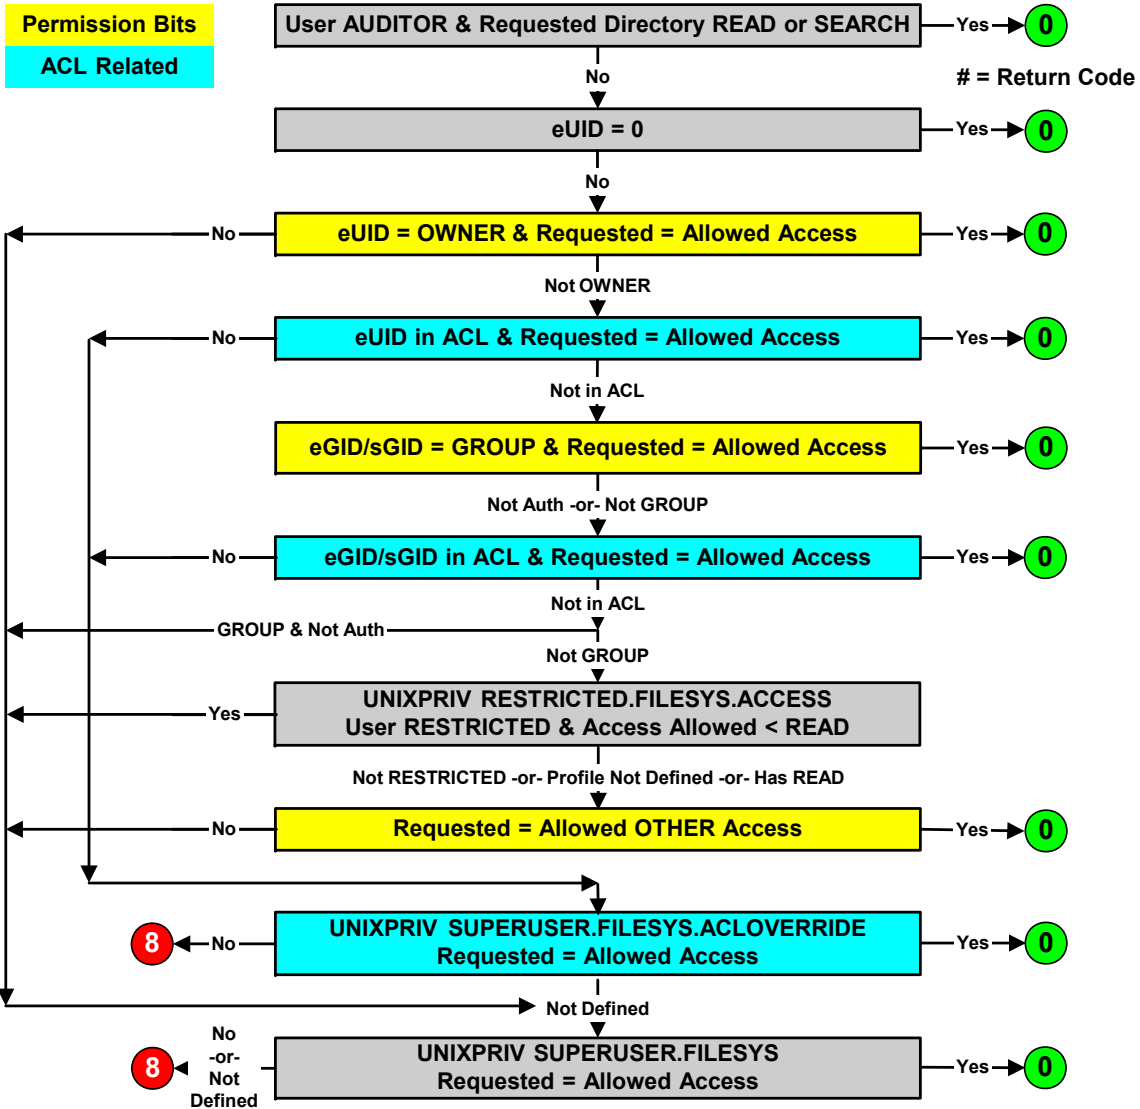 Permission Bits
ACL Related
User AUDITOR & Requested Directory READ or SEARCH
Yes
0
# = Return Code
No
eUID = 0
Yes
0
No
No
eUID = OWNER & Requested = Allowed Access
Yes
0
Not OWNER
No
eUID in ACL & Requested = Allowed Access
Yes
0
Not in ACL
eGID/sGID = GROUP & Requested = Allowed Access
Yes
0
Not Auth -or- Not GROUP
No
eGID/sGID in ACL & Requested = Allowed Access
Yes
0
Not in ACL
GROUP & Not Auth
Not GROUP
Yes
UNIXPRIV RESTRICTED.FILESYS.ACCESS
User RESTRICTED & Access Allowed < READ
Not RESTRICTED -or- Profile Not Defined -or- Has READ
No
Requested = Allowed OTHER Access
Yes
0
8
No
UNIXPRIV SUPERUSER.FILESYS.ACLOVERRIDE
Requested = Allowed Access
Yes
0
Not Defined
8
No
-or-
Not
Defined
UNIXPRIV SUPERUSER.FILESYS
Requested = Allowed Access
Yes
0